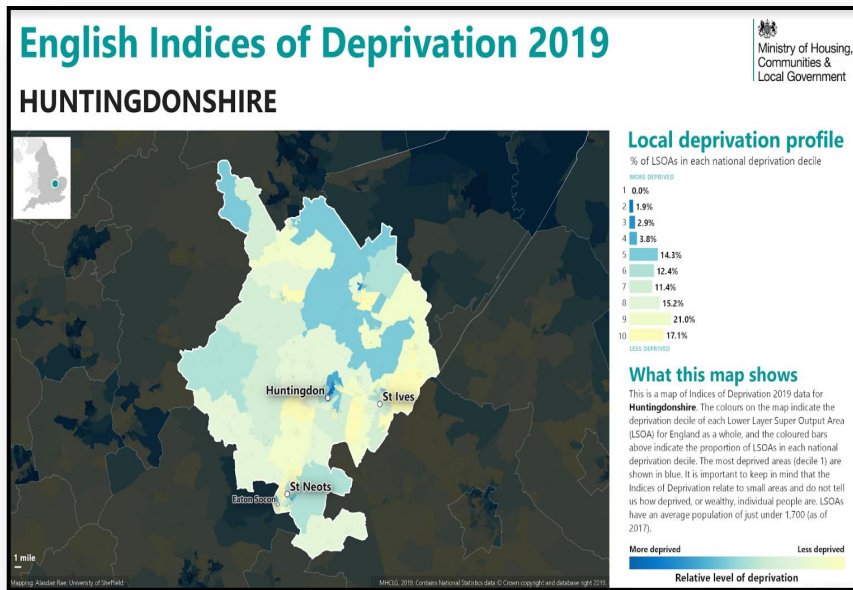 English Indices of Deprivation 2019
HUNTINGDONSHIRE
Ministry of Housing,
Communities &
Local Government
Local deprivation profile
% of LSOAs in each national deprivation decile
MORE DEPRIVED
1 0.0%
2 1.9%
3 2.9%
4 3.8%
5 14.3%
6 12.4%
7 11.4%
8 15.2%
9 21.0%
10 17.1%
LESS DEPRIVED
What this map shows
This is a map of Indices of Deprivation 2019 data for
Huntingdonshire. The colours on the map indicate the
deprivation decile of each Lower Layer Super Output Area
(LSOA) for England as a whole, and the coloured bars
above indicate the proportion of LSOAs in each national
deprivation decile. The most deprived areas (decile 1) are
shown in blue. It is important to keep in mind that the
Indices of Deprivation relate to small areas and do not tell
us how deprived, or wealthy, individual people are. LSOAs
have an average population of just under 1,700 (as of
2017).
More deprived Less deprived
Relative level of deprivation
Huntingdon
St Ives
St Neots
Eaton Socon
1 mile
Mapping: Alasdair Rae, University of Sheffield
MHCLG, 2019. Contains National Statistics data © Crown copyright and database right 2019.